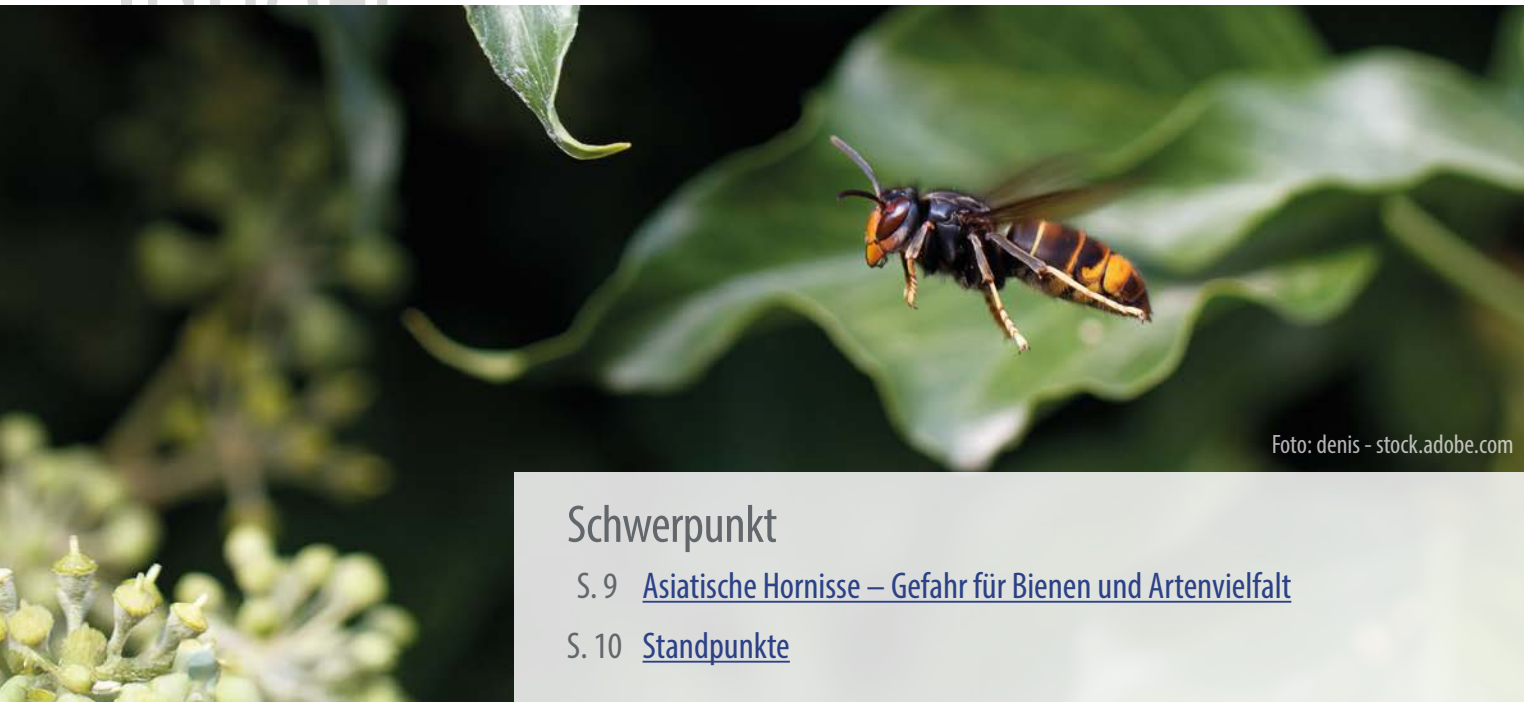 Foto: denis - stock.adobe.com
Schwerpunkt
S. 9 Asiatische Hornisse – Gefahr für Bienen und Artenvielfalt
S. 10 Standpunkte